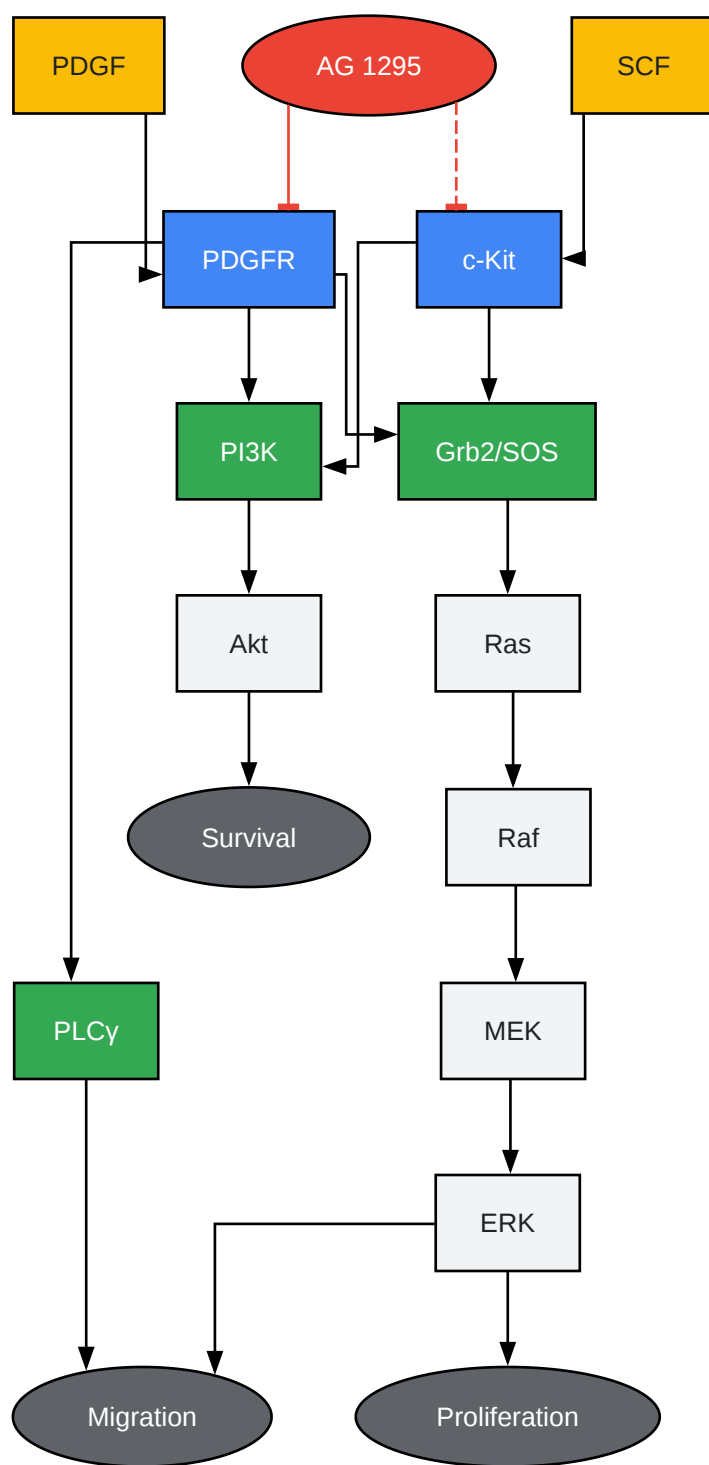 PDGF
AG 1295
SCF
PDGFR
c-Kit
PI3K
Grb2/SOS
Akt
Ras
Survival
Raf
PLCγ
MEK
ERK
Migration
Proliferation